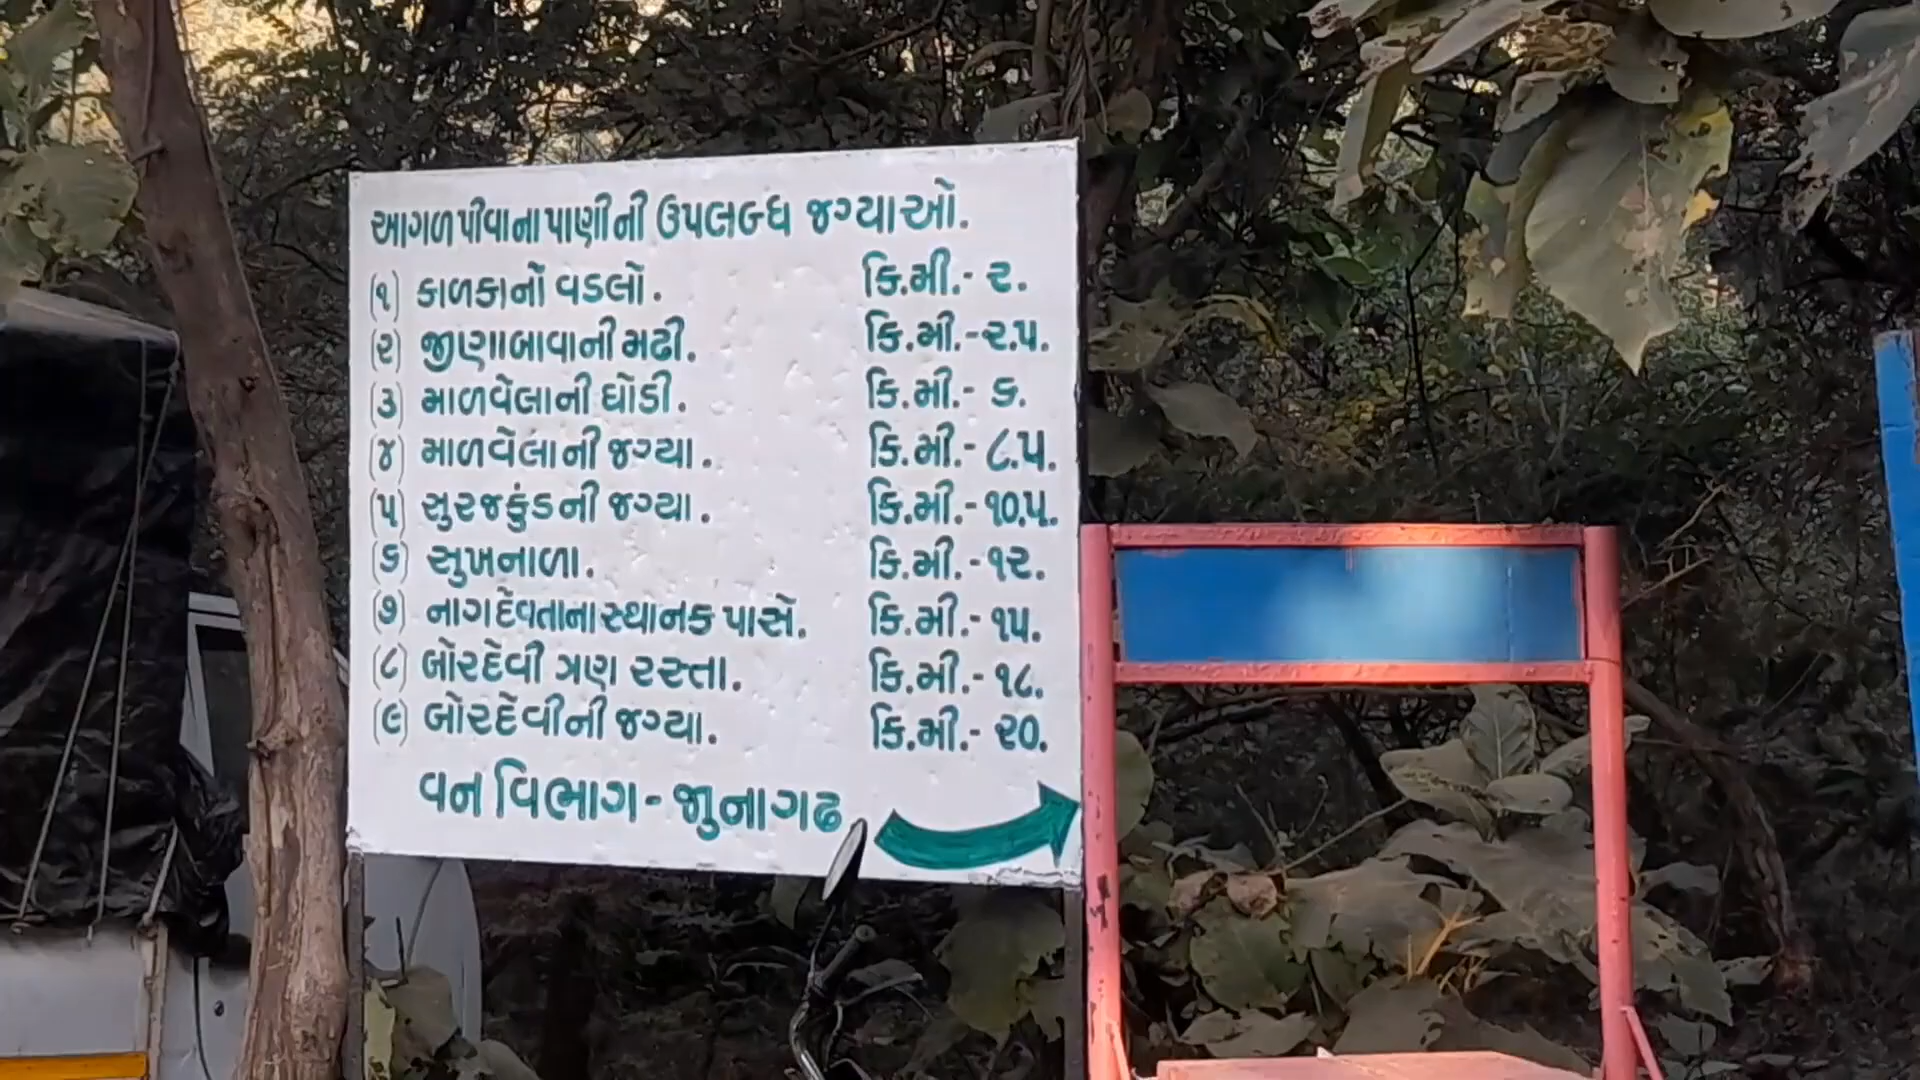 આગળ પીવાના પાણીની ઉપલબ્ધ જગ્યાઓ.
(૧) કાળકાનો વડલો. કિ.મી.- ૨.
(૨) જીણાબાવાની મઢી. કિ.મી.-૨.૫.
(૩) માળવેલાની ઘોડી. કિ.મી.- ૬.
(૪) માળવેલાની જગ્યા. કિ.મી.- ૮.૫.
(૫) સુરજકુંડની જગ્યા. કિ.મી.- ૧૦.૫.
(૬) સુખનાળા. કિ.મી.- ૧૨.
(૭) નાગદેવતાના સ્થાનક પાસે. કિ.મી.- ૧૫.
(૮) બોરદેવી ત્રણ રસ્તા. કિ.મી.- ૧૮.
(૯) બોરદેવીની જગ્યા. કિ.મી.- ૨૦.
વન વિભાગ - જુનાગઢ